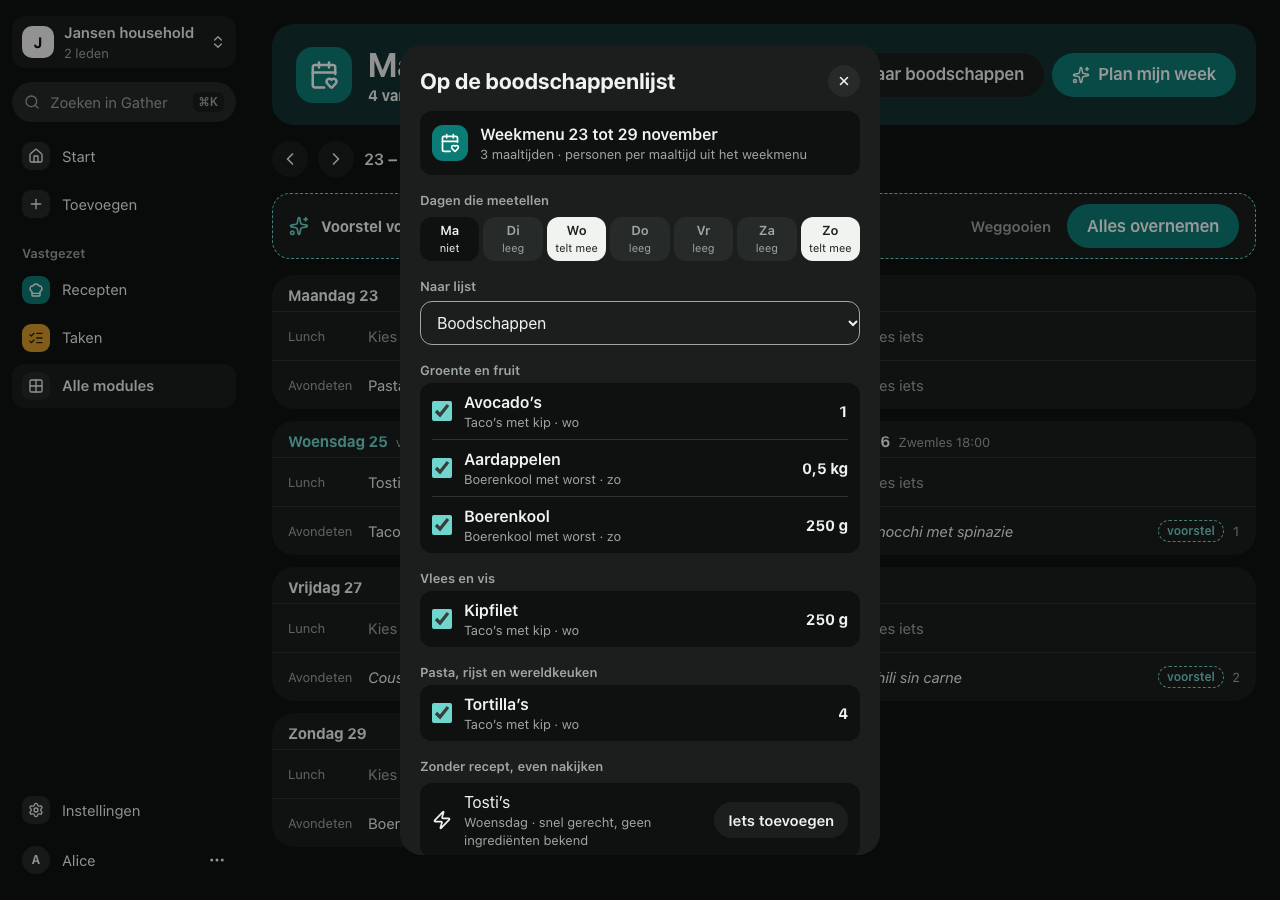 Jansen household
2 leden
J
Zoeken in Gather
⌘K
Start
Toevoegen
Vastgezet
Recepten
Taken
Alle modules
Instellingen
A
Alice
4
aar boodschappen
Plan mijn week
23 –
Weggooien
Alles overnemen
Maandag 23
Lunch
Kies
es iets
Avondeten
es iets
Woensdag 25
6 Zwemles 18:00
Lunch
es iets
Avondeten
nocchi met spinazie
voorstel
1
Vrijdag 27
Lunch
Kies
es iets
Avondeten
hili sin carne
voorstel
2
Zondag 29
Lunch
Kies
Avondeten
Op de boodschappenlijst
Weekmenu 23 tot 29 november
3 maaltijden · personen per maaltijd uit het weekmenu
Dagen die meetellen
Ma Di Wo Do Vr Za Zo
niet leeg telt mee leeg leeg leeg telt mee
Naar lijst
Boodschappen
Groente en fruit
Avocado’s
1
Taco’s met kip · wo
Aardappelen
0,5 kg
Boerenkool met worst · zo
Boerenkool
250 g
Boerenkool met worst · zo
Vlees en vis
Kipfilet
250 g
Taco’s met kip · wo
Pasta, rijst en wereldkeuken
Tortilla’s
4
Taco’s met kip · wo
Zonder recept, even nakijken
Tosti’s
Woensdag · snel gerecht, geen
ingrediënten bekend
Iets toevoegen